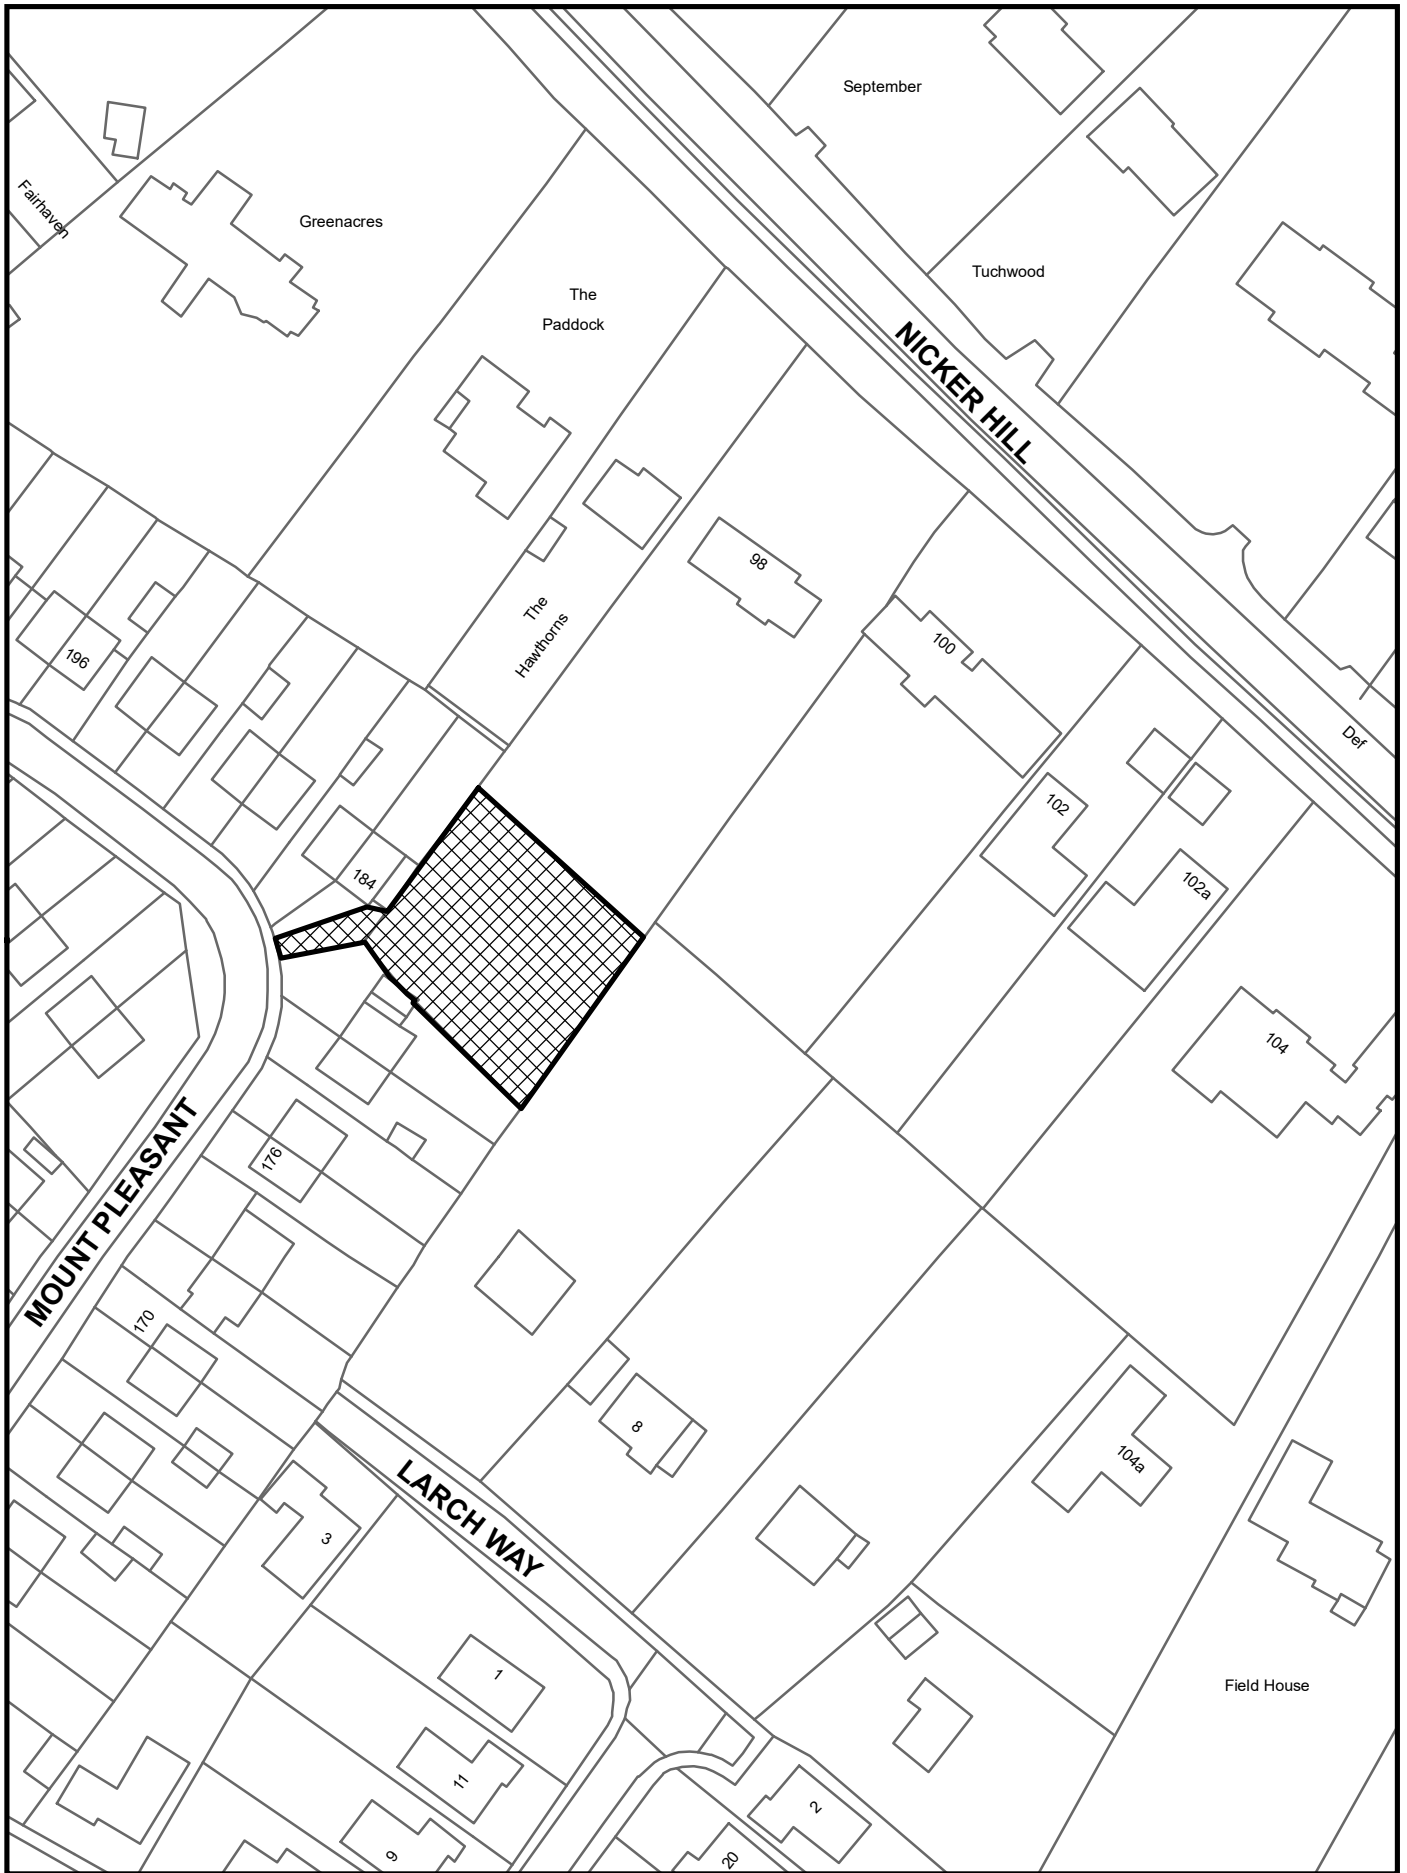 September
Fairhaven
Greenacres
Tuchwood
The
Paddock
NICKER HILL
98
The
Hawthorns
100
196
Def
102
184
102a
104
MOUNT PLEASANT
176
170
8
104a
LARCH WAY
3
1
Field House
11
2
9
20